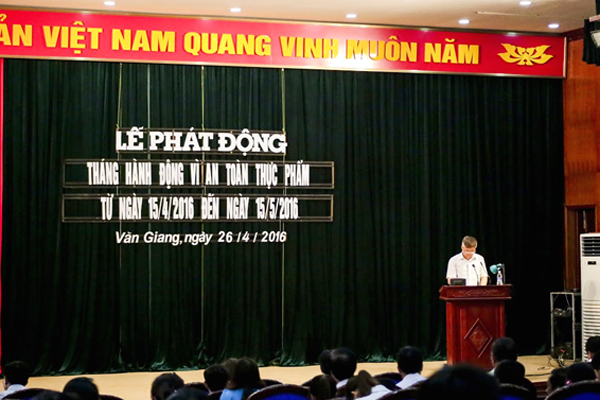 ẢN VIỆT NAM QUANG VINH MUÔN NĂM
LỄ PHÁT ĐỘNG
THÁNG HÀNH ĐỘNG VÌ AN TOÀN THỰC PHẨM
TỪ NGÀY 15/4/2016 ĐẾN NGÀY 15/5/2016
Văn Giang, ngày 26/4/2016